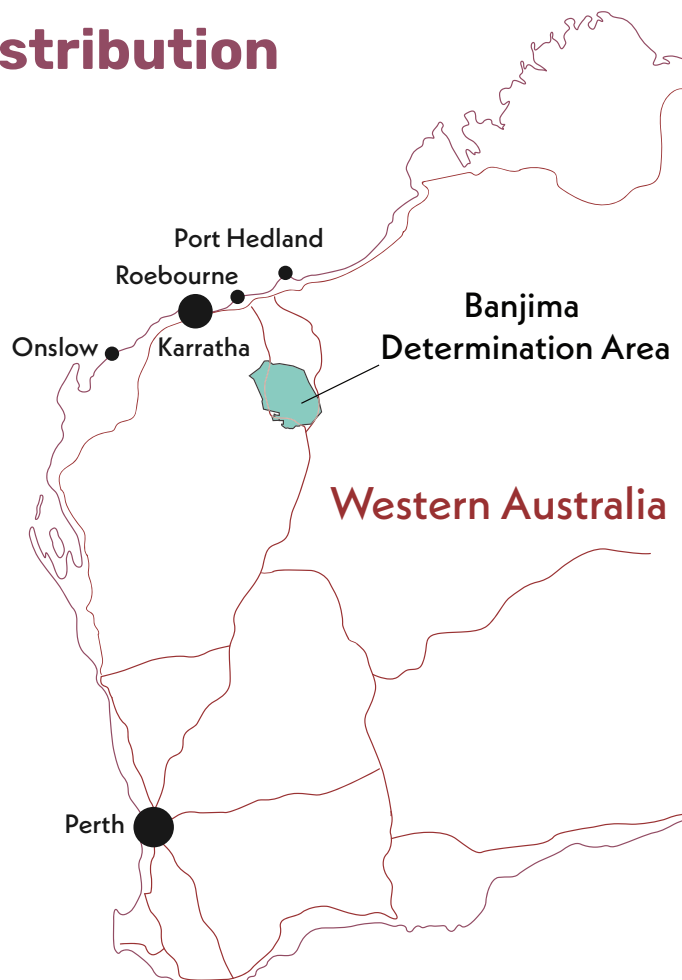 stribution
Port Hedland
Roebourne
Banjima
Determination Area
Onslow
Karratha
Western Australia
Perth